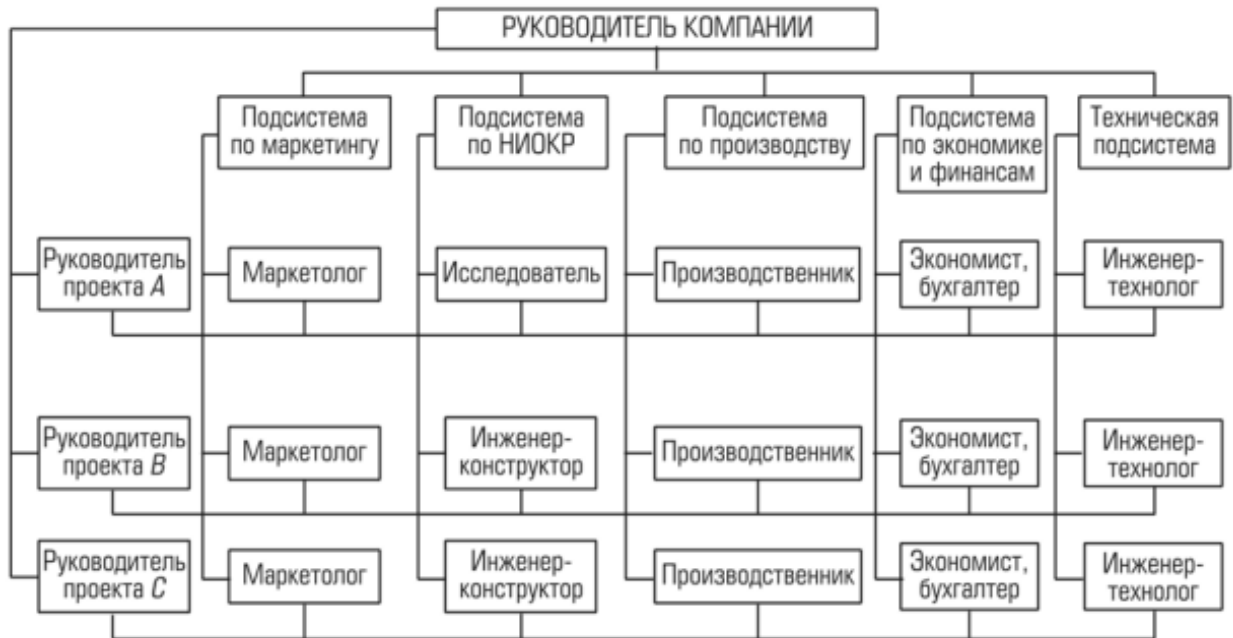 РУКОВОДИТЕЛЬ КОМПАНИИ
Подсистема
по маркетингу
Подсистема
по НИОКР
Подсистема
по производству
Подсистема
по экономике
и финансам
Техническая
подсистема
Руководитель
проекта A
Маркетолог
Исследователь
Производственник
Экономист,
бухгалтер
Инженер-
технолог
Руководитель
проекта B
Маркетолог
Инженер-
конструктор
Производственник
Экономист,
бухгалтер
Инженер-
технолог
Руководитель
проекта C
Маркетолог
Инженер-
конструктор
Производственник
Экономист,
бухгалтер
Инженер-
технолог